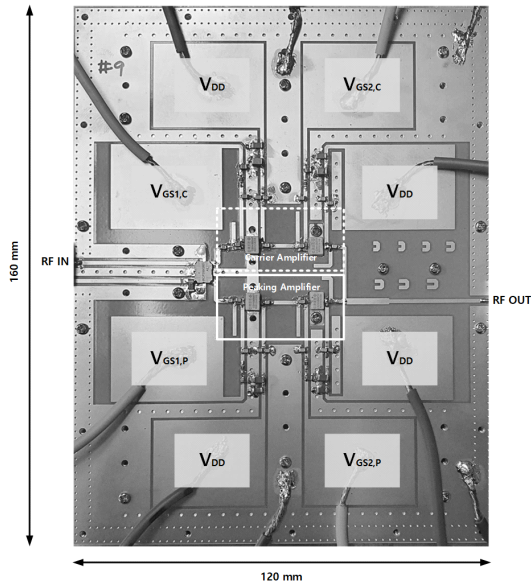 #9
VDD
VGS2,C
VGS1,C
VDD
160 mm
RF IN
Carrier Amplifier
Peaking Amplifier
RF OUT
VGS1,P
VDD
VDD
VGS2,P
120 mm